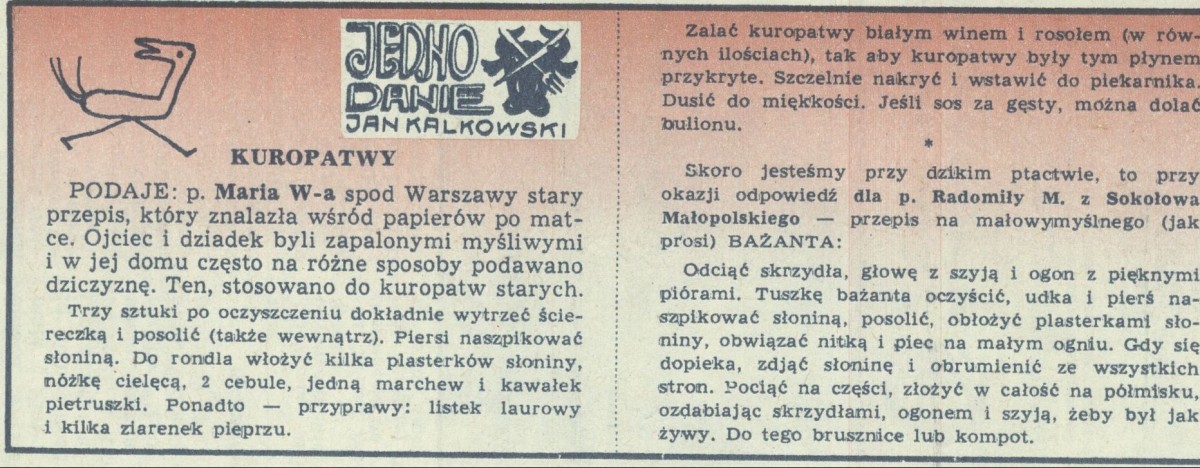 JEDNO
DANIE
JAN KALKOWSKI
KUROPATWY
PODAJE: p. Maria W-a spod Warszawy stary
przepis, który znalazła wśród papierów po mat-
ce. Ojciec i dziadek byli zapalonymi myśliwymi
i w jej domu często na różne sposoby podawano
dziczyznę. Ten, stosowano do kuropatw starych.
Trzy sztuki po oczyszczeniu dokładnie wytrzeć ście-
reczką i posolić (także wewnątrz). Piersi naszpikować
słoniną. Do rondla włożyć kilka plasterków słoniny,
nóżkę cielęcą, 2 cebule, jedną marchew i kawałek
pietruszki. Ponadto — przyprawy: listek laurowy
i kilka ziarenek pieprzu.
Zalać kuropatwy białym winem i rosołem (w rów-
nych ilościach), tak aby kuropatwy były tym płynem
przykryte. Szczelnie nakryć i wstawić do piekarnika
Dusić do miękkości. Jeśli sos za gęsty, można dolać
bulionu.
*
Skoro jesteśmy przy dzikim ptactwie, to przy
okazji odpowiedź dla p. Radomiły M. z Sokołowa
Małopolskiego — przepis na małowymyślnego (jak
prosi) BAŻANTA:
Odciąć skrzydła, głowę z szyją i ogon z pięknymi
piórami. Tuszkę bażanta oczyścić, udka i pierś na-
szpikować słoniną, posolić, obłożyć plasterkami sło-
niny, obwiązać nitką i piec na małym ogniu. Gdy się
dopieka, zdjąć słoninę i obrumienić ze wszystkich
stron. Pociąć na części, złożyć w całość na półmisku,
ozdabiając skrzydłami, ogonem i szyją, żeby był jak
żywy. Do tego brusznice lub kompot.